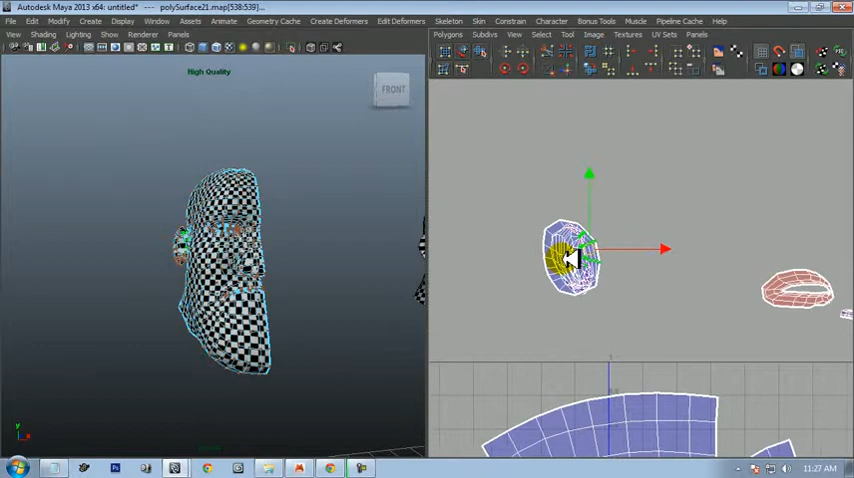 Autodesk Maya 2013 x64: untitled* --- polySurface21.map[538:539]...
File Edit Modify Create Display Window Assets Animate Geometry Cache Create Deformers Edit Deformers Skeleton Skin Constrain Character Bonus Tools Muscle Pipeline Cache Help
View Shading Lighting Show Renderer Panels
Polygons Subdivs View Select Tool Image Textures UV Sets Panels
High Quality
FRONT
y
x
11:27 AM